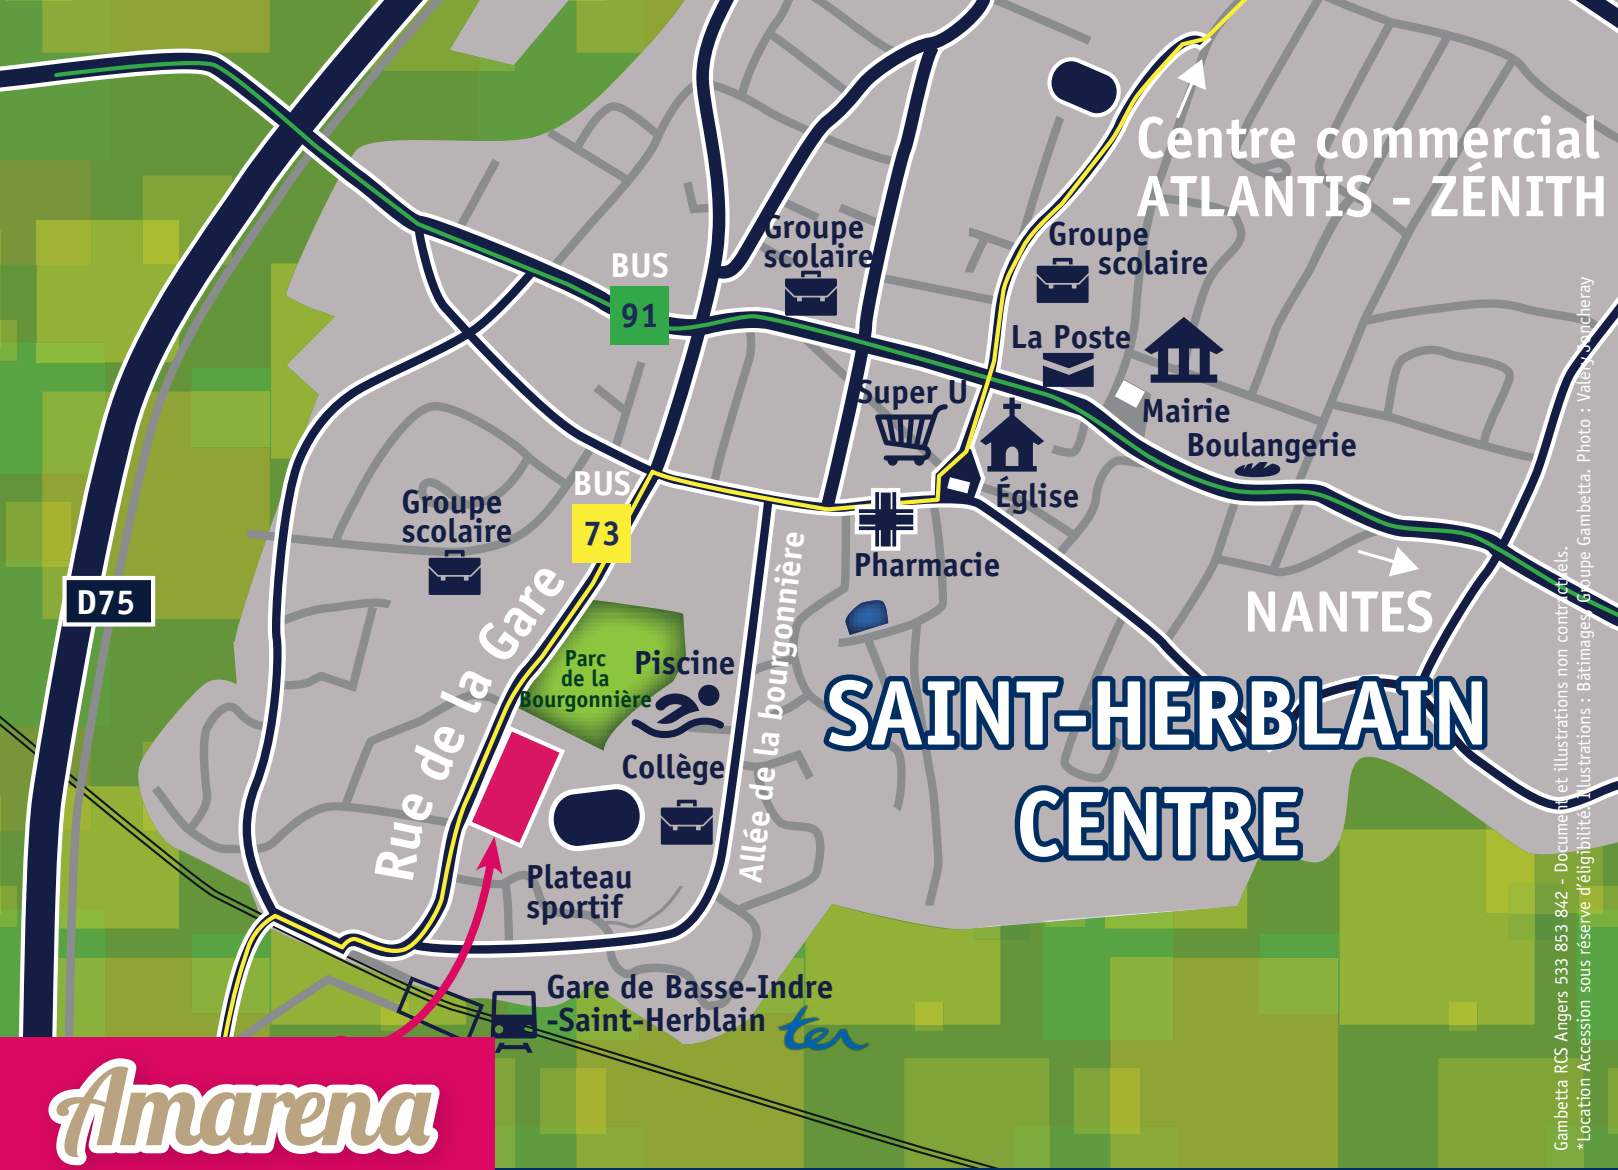 Centre commercial
ATLANTIS - ZÉNITH
Groupe
scolaire
Groupe
scolaire
BUS
91
La Poste
Super U
Mairie
Boulangerie
BUS
73
Groupe
scolaire
Église
Pharmacie
D75
NANTES
Rue de la Gare
Parc
de la
Bourgonnière
Piscine
Allée de la bourgonnière
SAINT-HERBLAIN
CENTRE
Collège
Plateau
sportif
Gare de Basse-Indre
-Saint-Herblain
ter
Amarena
Gambetta RCS Angers 533 853 842 - Document et illustrations non contractuels.
*Location Accession sous réserve d'éligibilité. Illustrations : Bâtimages, Groupe Gambetta. Photo : Valéry Joncheray